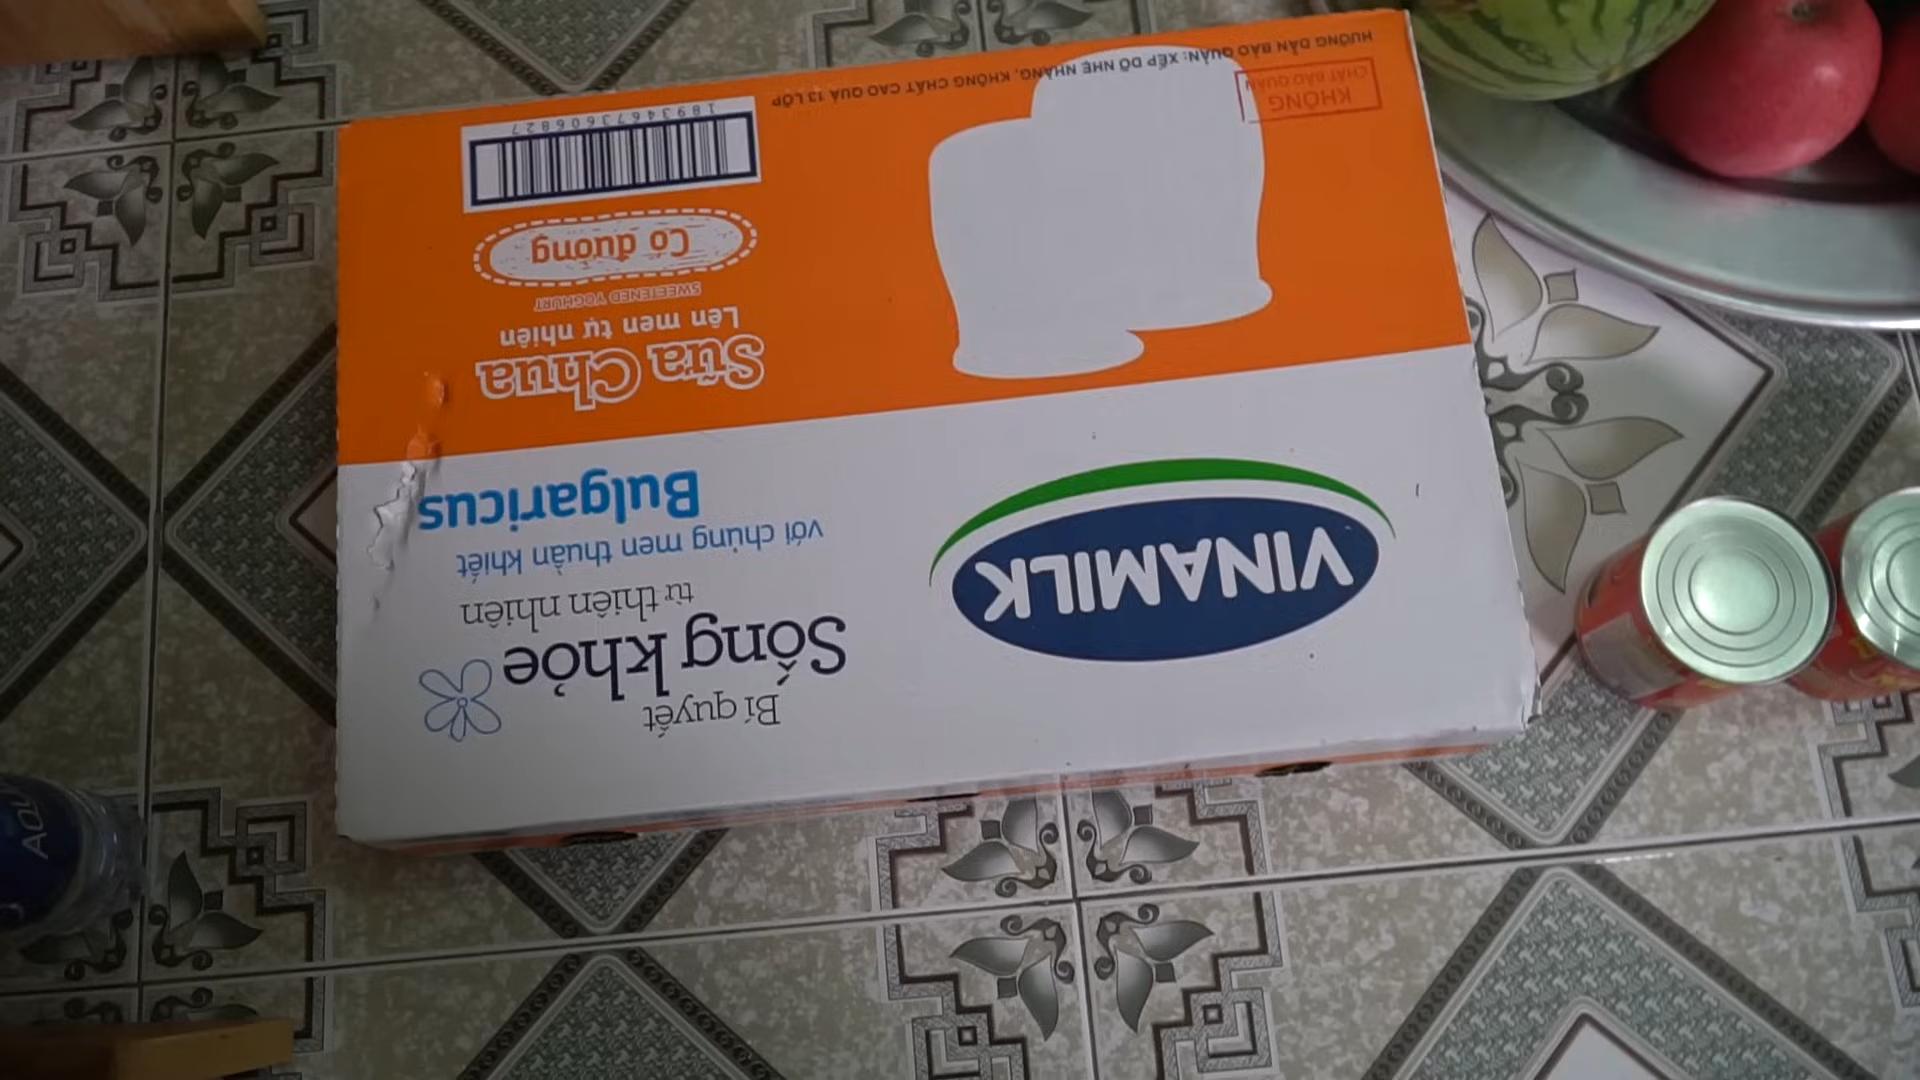 VINAMILK
Bí quyết
Sống khỏe
từ thiên nhiên
với chủng men thuần khiết
Bulgaricus
Sữa Chua
Lên men tự nhiên
SWEETENED YOGHURT
Có đường
18934673606827
KHÔNG
CHẤT BẢO QUẢN
HƯỚNG DẪN BẢO QUẢN: XẾP DỠ NHẸ NHÀNG, KHÔNG CHẤT CAO QUÁ 13 LỚP